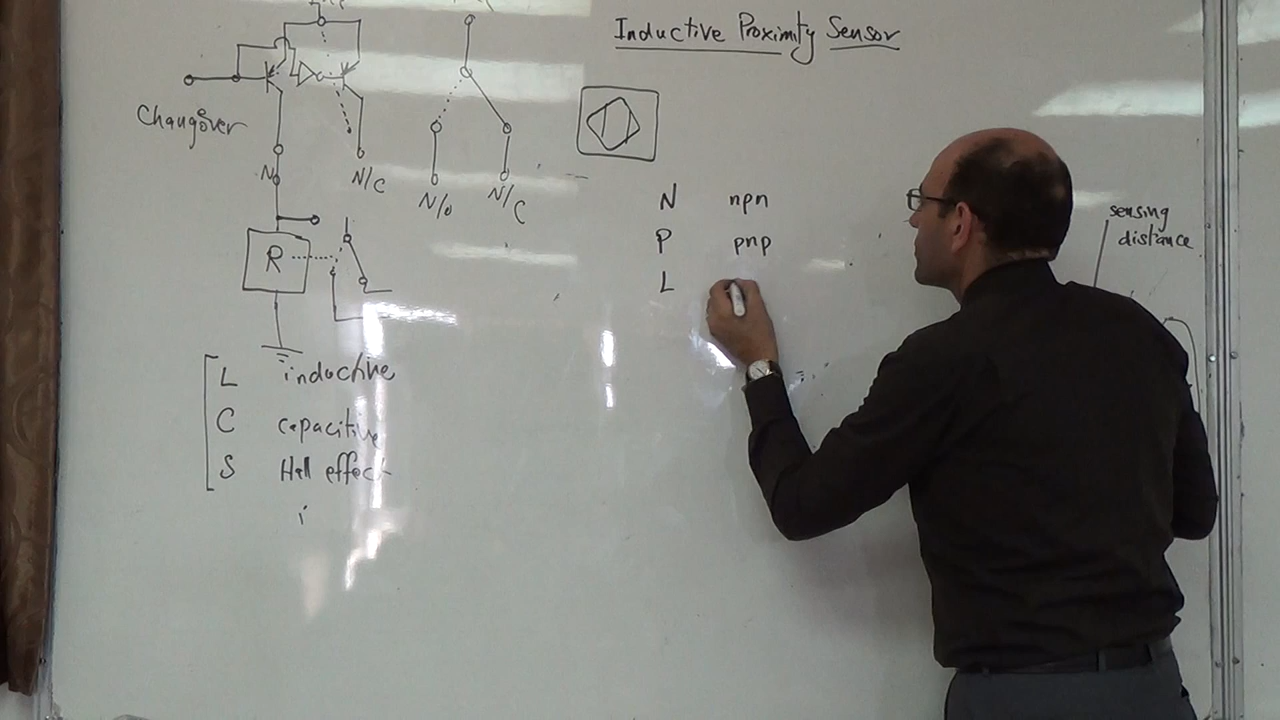 Inductive Proximity Sensor
Changover
N
N/C
N/O
N/C
R
L inductive
C capacitive
S Hall effect
i
N npn
P pnp
L
sensing
distance